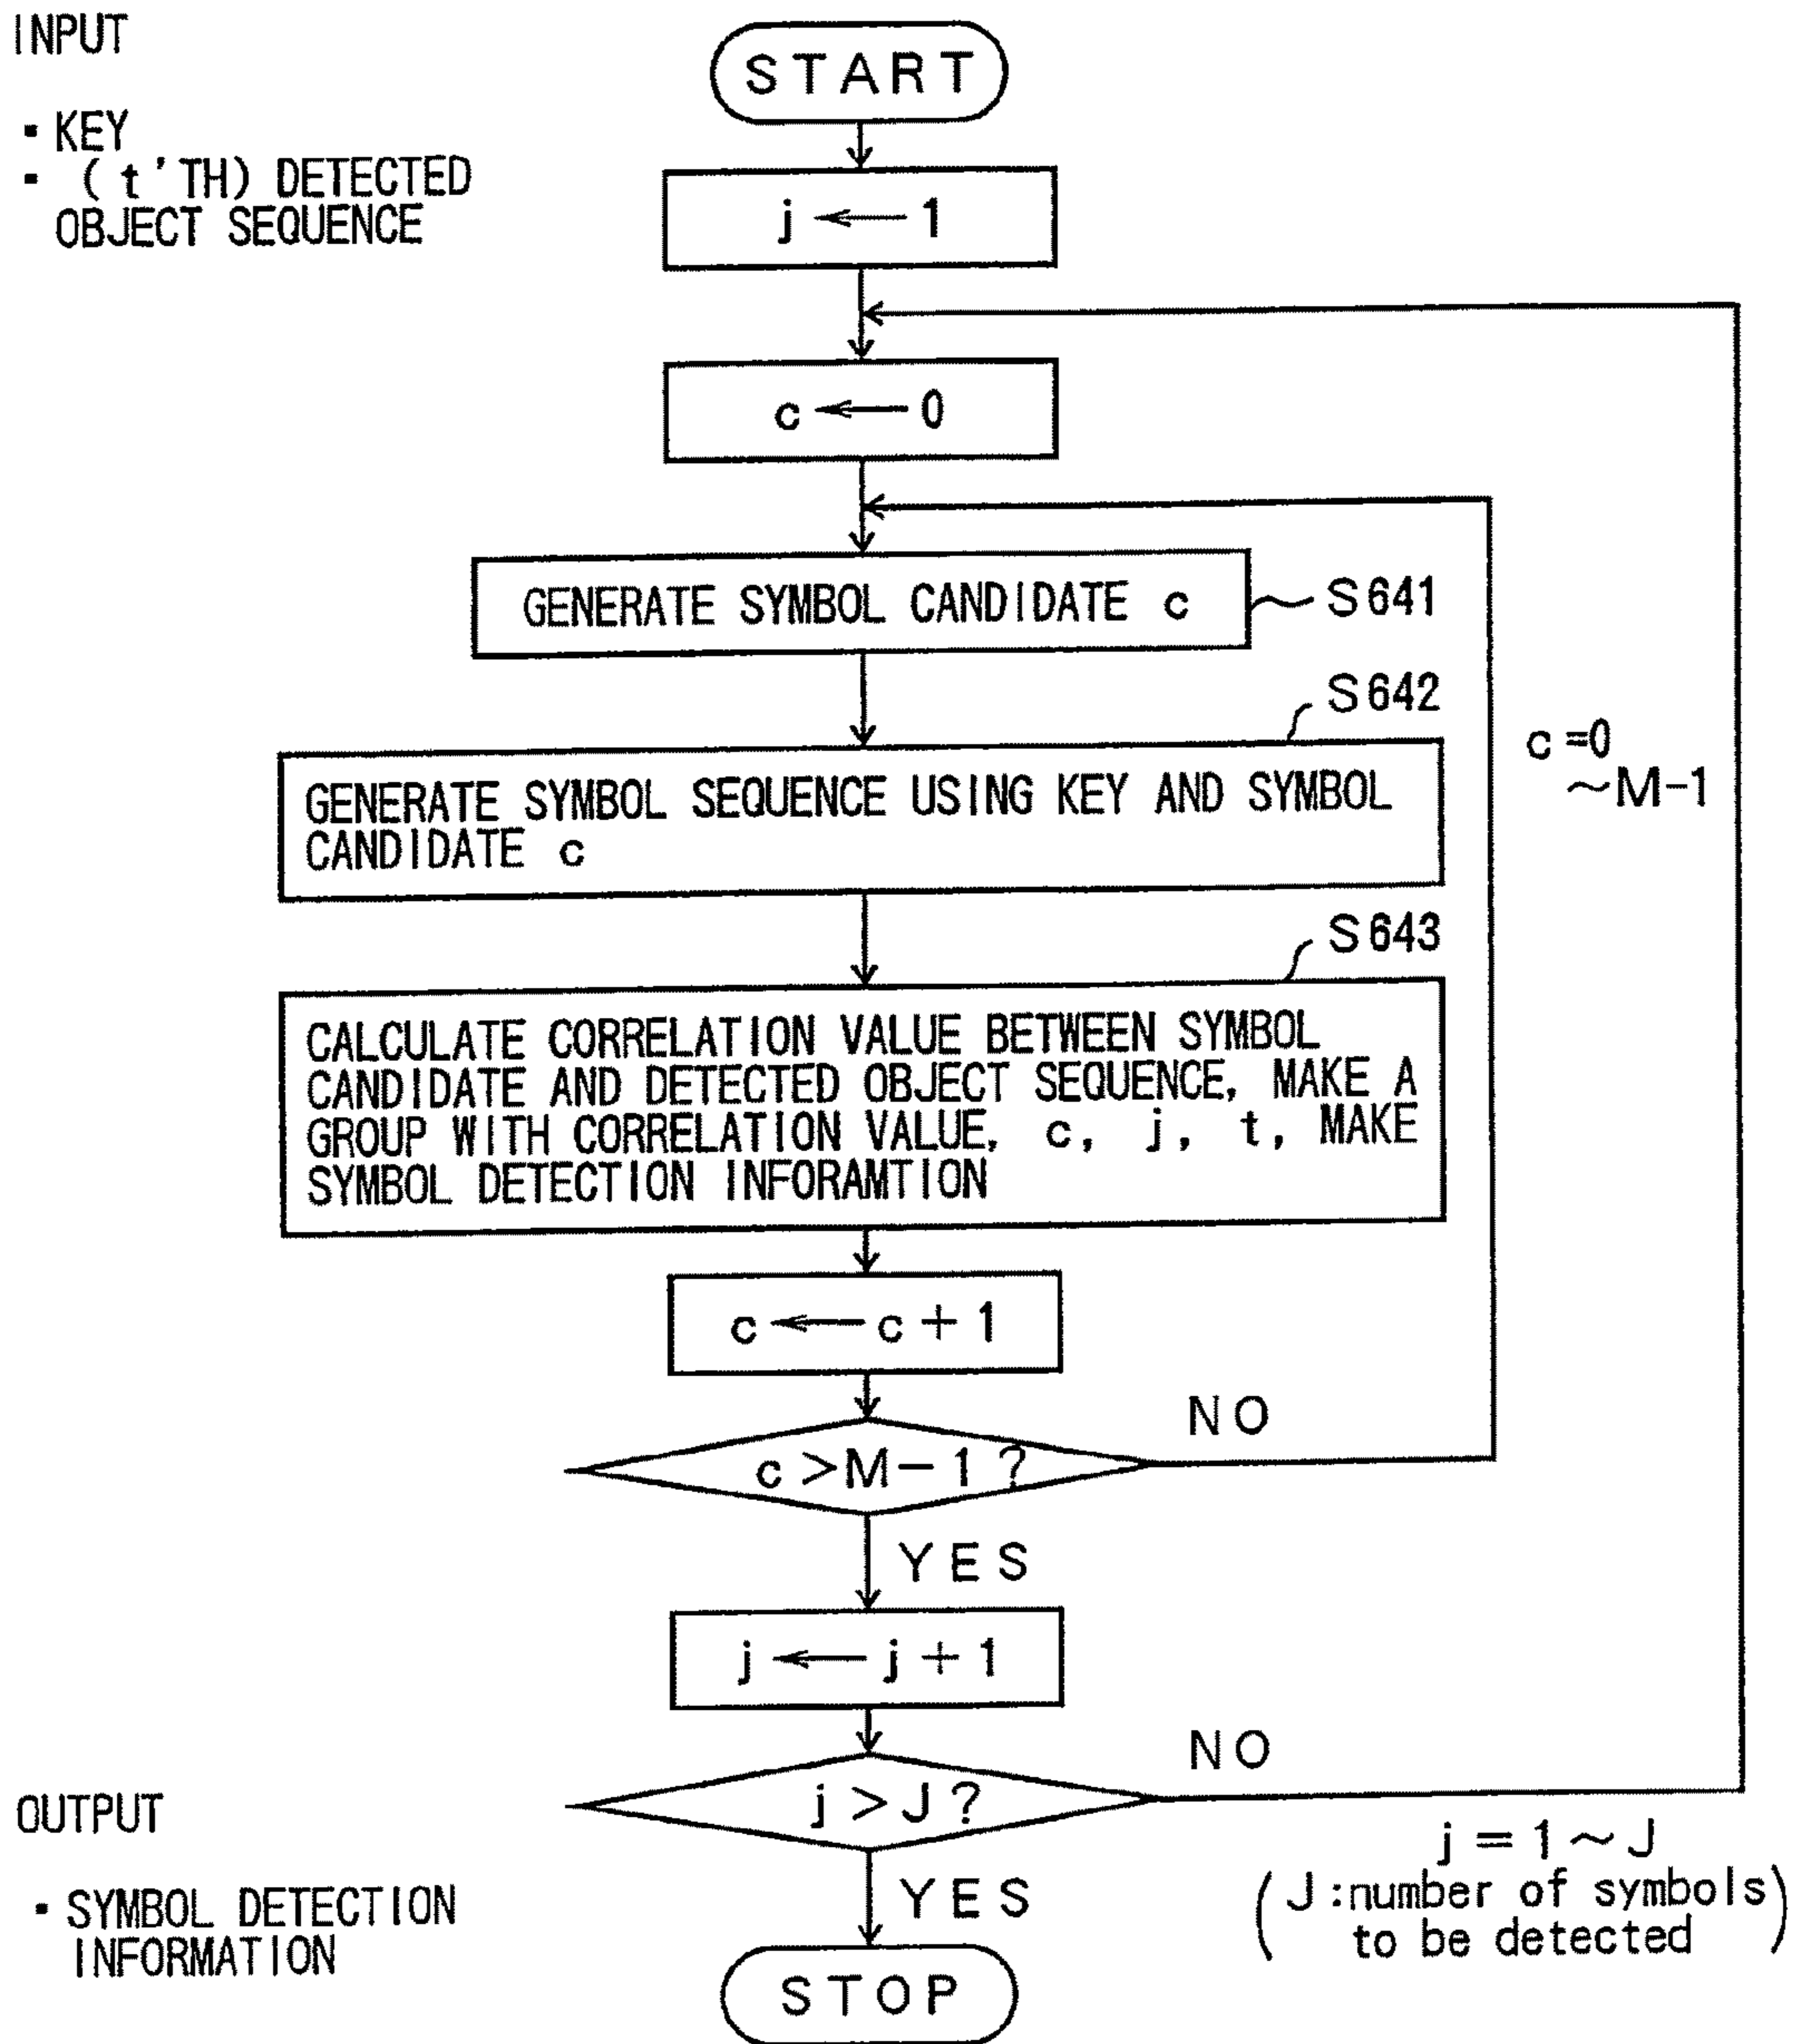 INPUT
・KEY
・(t'TH) DETECTED
OBJECT SEQUENCE
START
j ← 1
c ← 0
GENERATE SYMBOL CANDIDATE c
S641
S642
GENERATE SYMBOL SEQUENCE USING KEY AND SYMBOL
CANDIDATE c
c=0
~M-1
S643
CALCULATE CORRELATION VALUE BETWEEN SYMBOL
CANDIDATE AND DETECTED OBJECT SEQUENCE, MAKE A
GROUP WITH CORRELATION VALUE, c, j, t, MAKE
SYMBOL DETECTION INFORAMTION
c ← c + 1
c > M - 1 ?
NO
YES
j ← j + 1
j > J ?
NO
YES
j = 1 ~ J
(J:number of symbols
to be detected)
STOP
OUTPUT
・SYMBOL DETECTION
INFORMATION